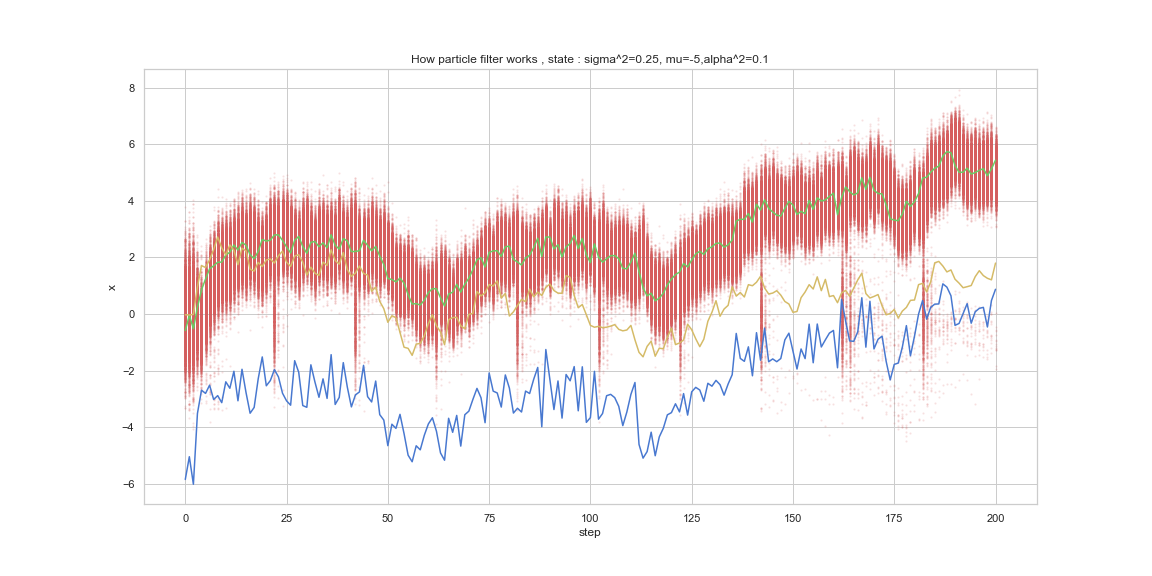 How particle filter works , state : sigma^2=0.25, mu=-5,alpha^2=0.1
8
6
4
2
0
−2
−4
−6
x
0 25 50 75 100 125 150 175 200
step